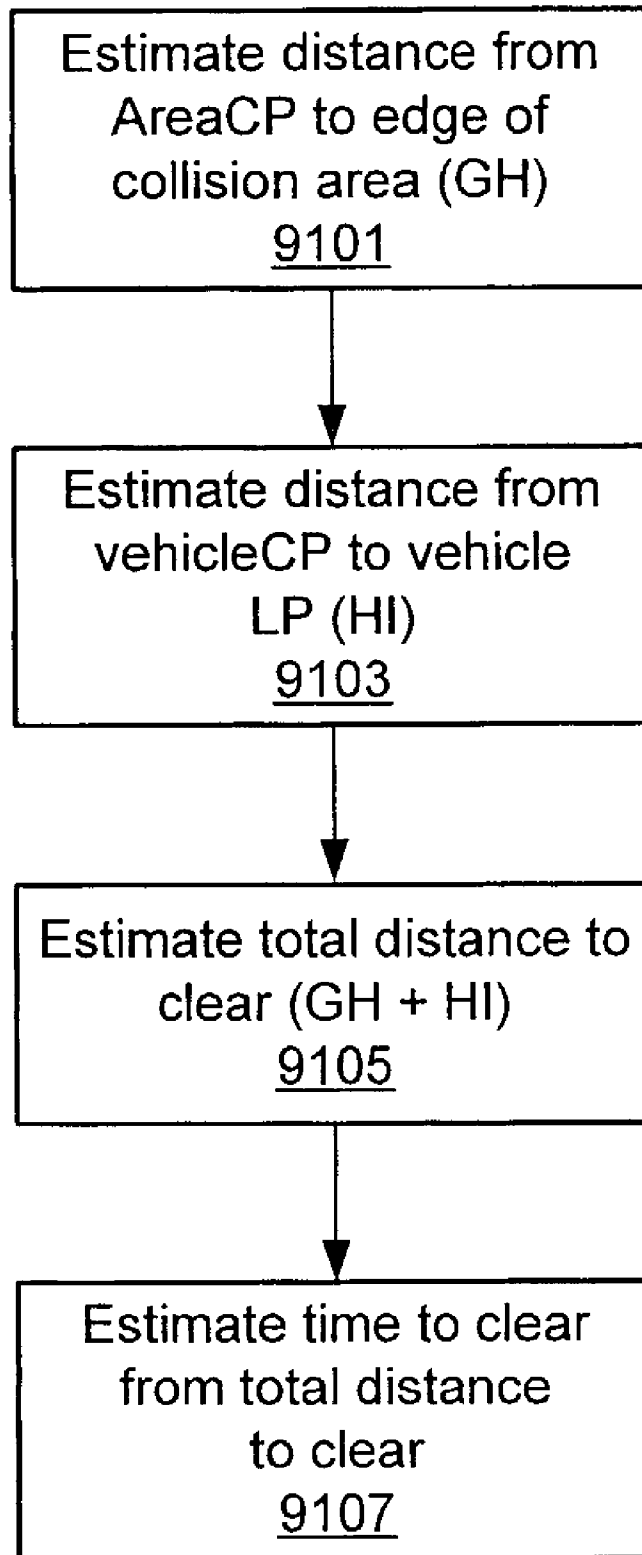 Estimate distance from
AreaCP to edge of
collision area (GH)
9101
Estimate distance from
vehicleCP to vehicle
LP (HI)
9103
Estimate total distance to
clear (GH + HI)
9105
Estimate time to clear
from total distance
to clear
9107